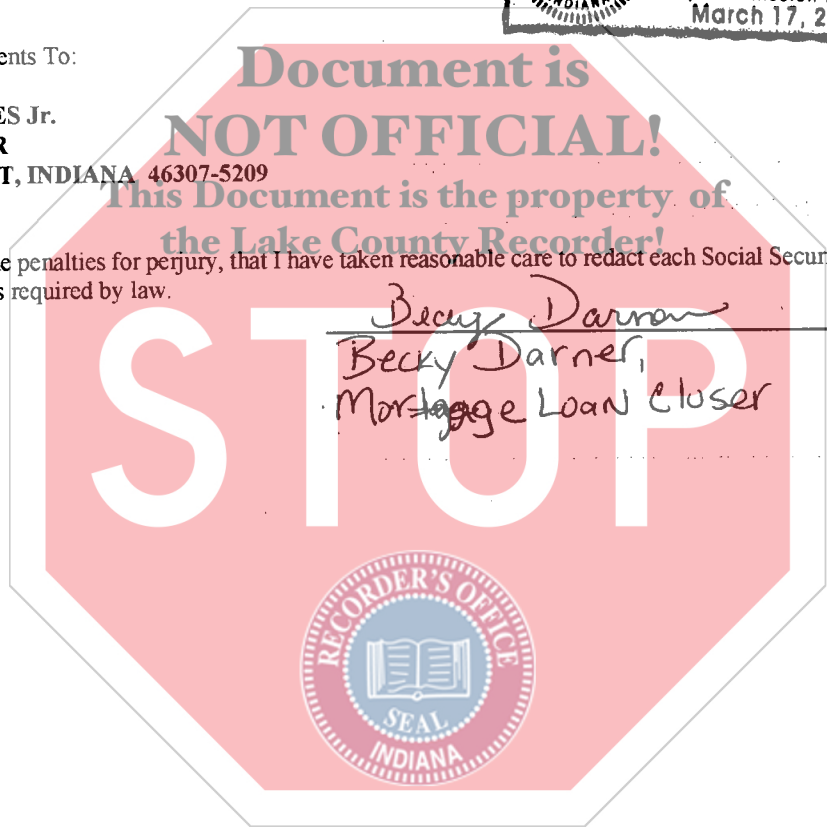 INDIANA
March 17, 2
ents To:
ES Jr.
R
T, INDIANA 46307-5209
Document is
NOT OFFICIAL!
This Document is the property of
the Lake County Recorder!
e penalties for perjury, that I have taken reasonable care to redact each Social Secur
s required by law.
Becky Darner
Becky Darner,
Mortgage Loan Closer
STOP
RECORDER'S OFFICE
SEAL
INDIANA